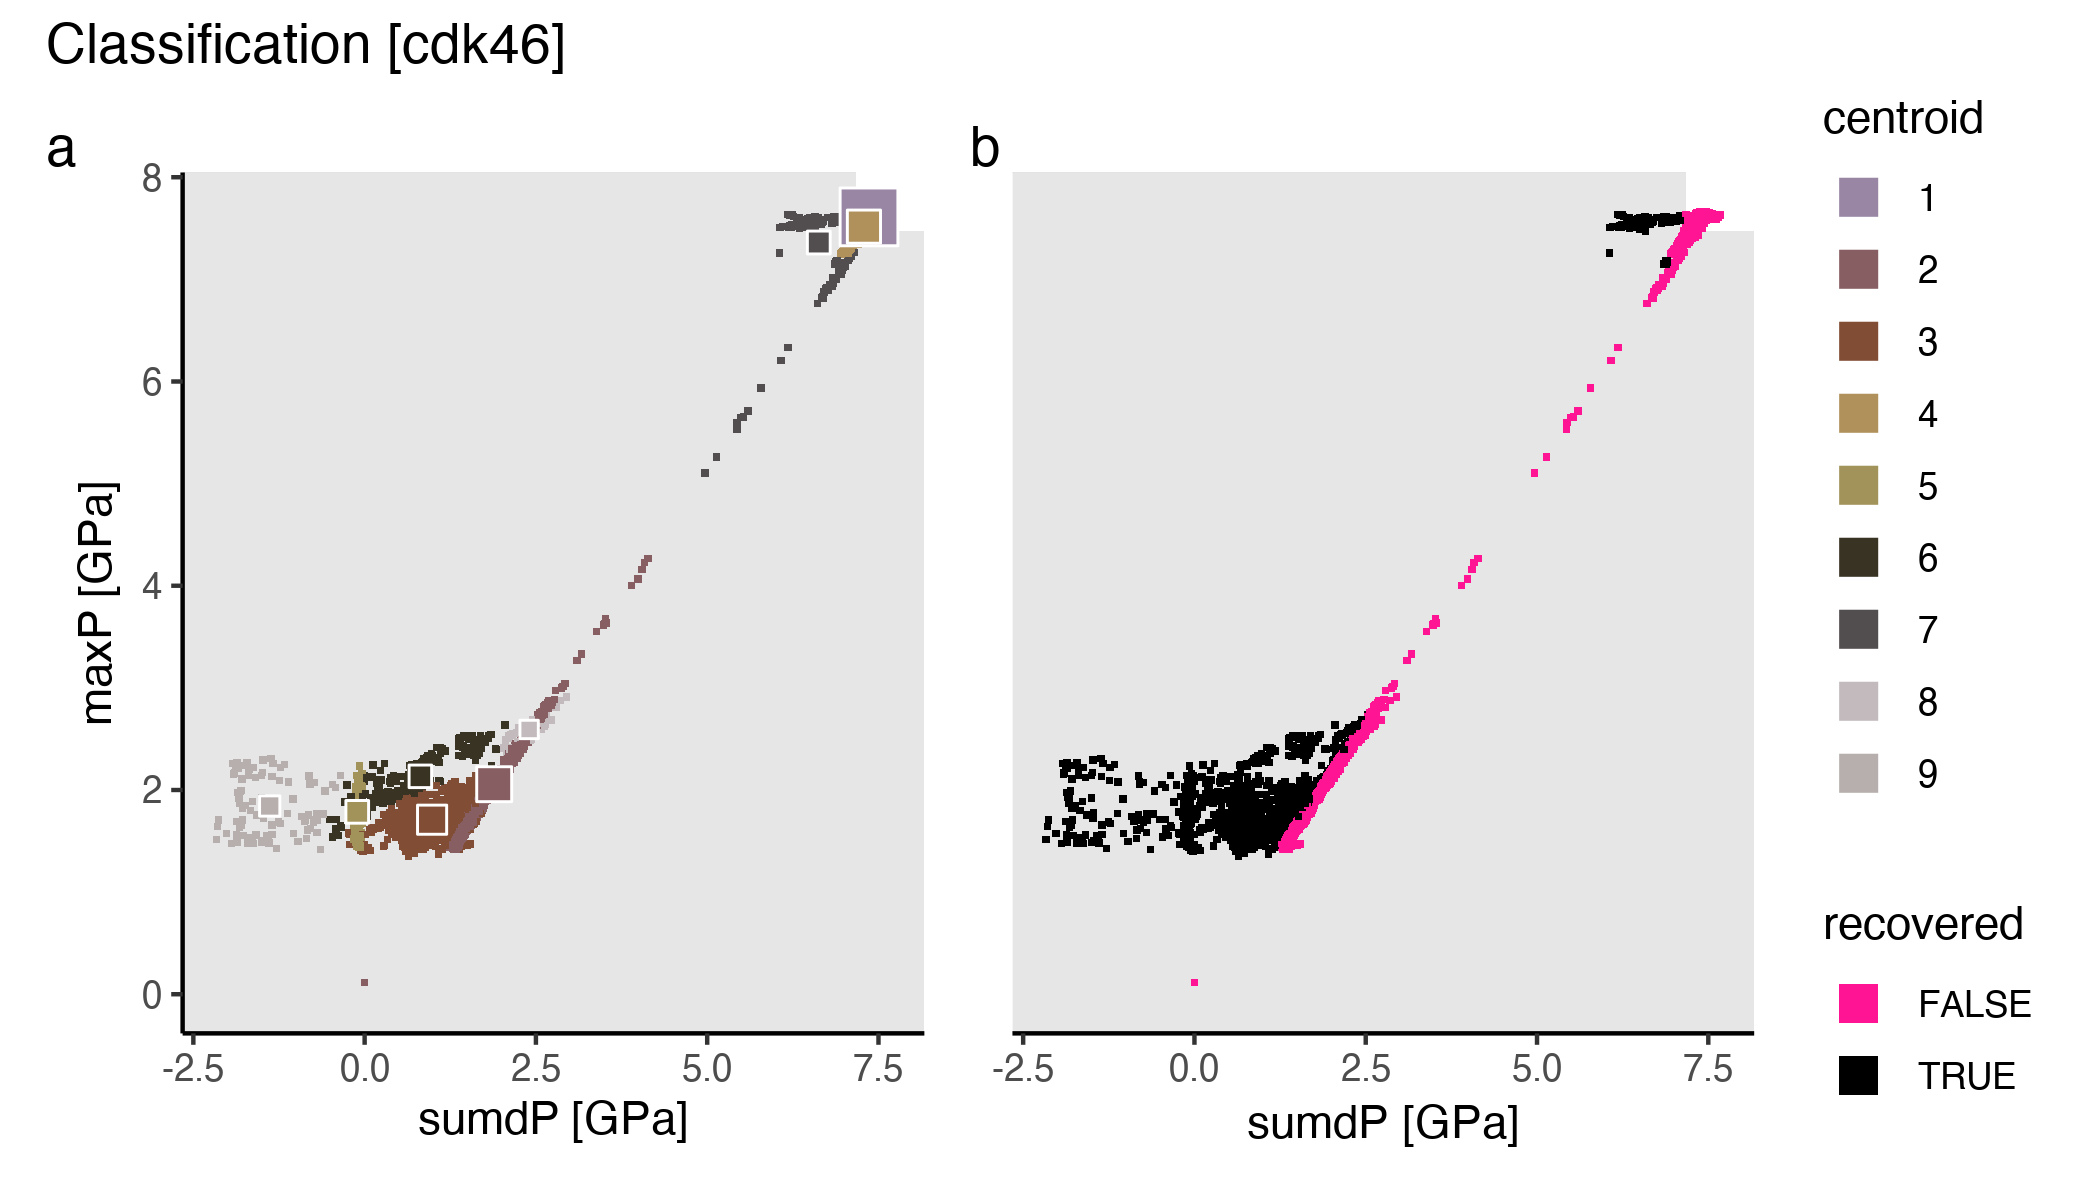 Classification [cdk46]
a
b
maxP [GPa]
8
6
4
2
0
-2.5 0.0 2.5 5.0 7.5
sumdP [GPa]
-2.5 0.0 2.5 5.0 7.5
sumdP [GPa]
centroid
1
2
3
4
5
6
7
8
9
recovered
FALSE
TRUE